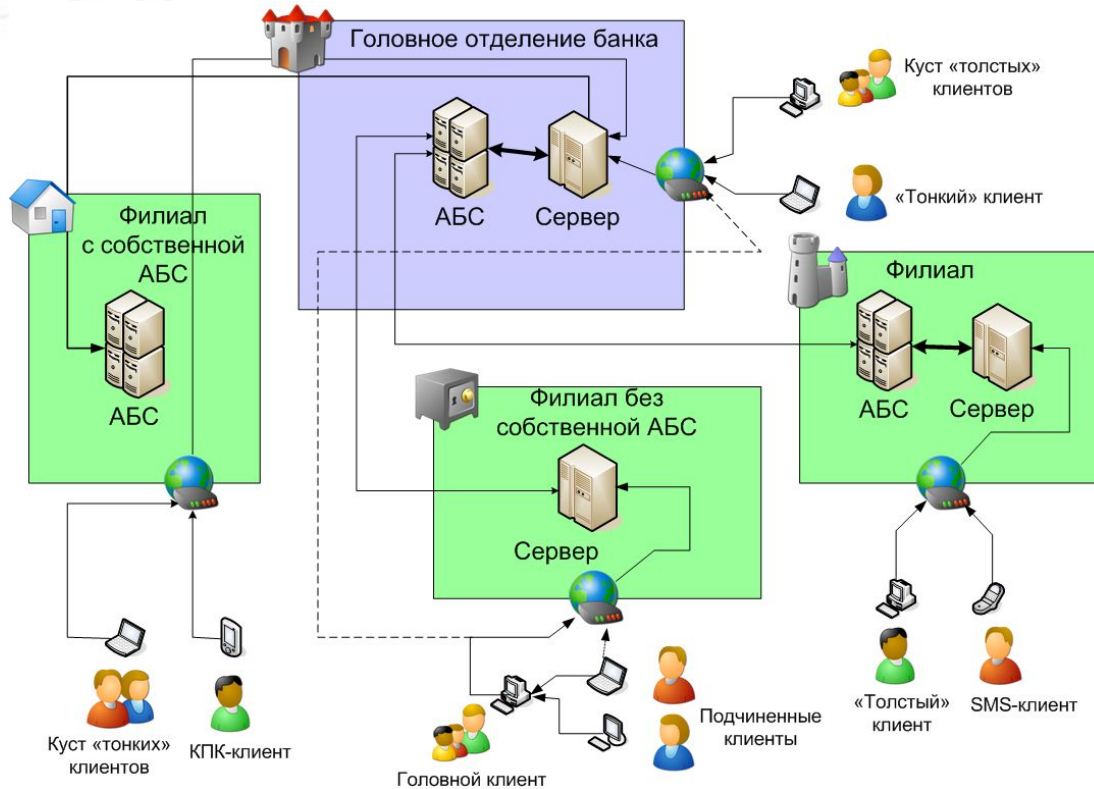 Головное отделение банка
АБС
Сервер
Куст «толстых»
клиентов
«Тонкий» клиент
Филиал
с собственной
АБС
АБС
Филиал
АБС
Сервер
Филиал без
собственной АБС
Сервер
Куст «тонких»
клиентов
КПК-клиент
Головной клиент
Подчиненные
клиенты
«Толстый»
клиент
SMS-клиент